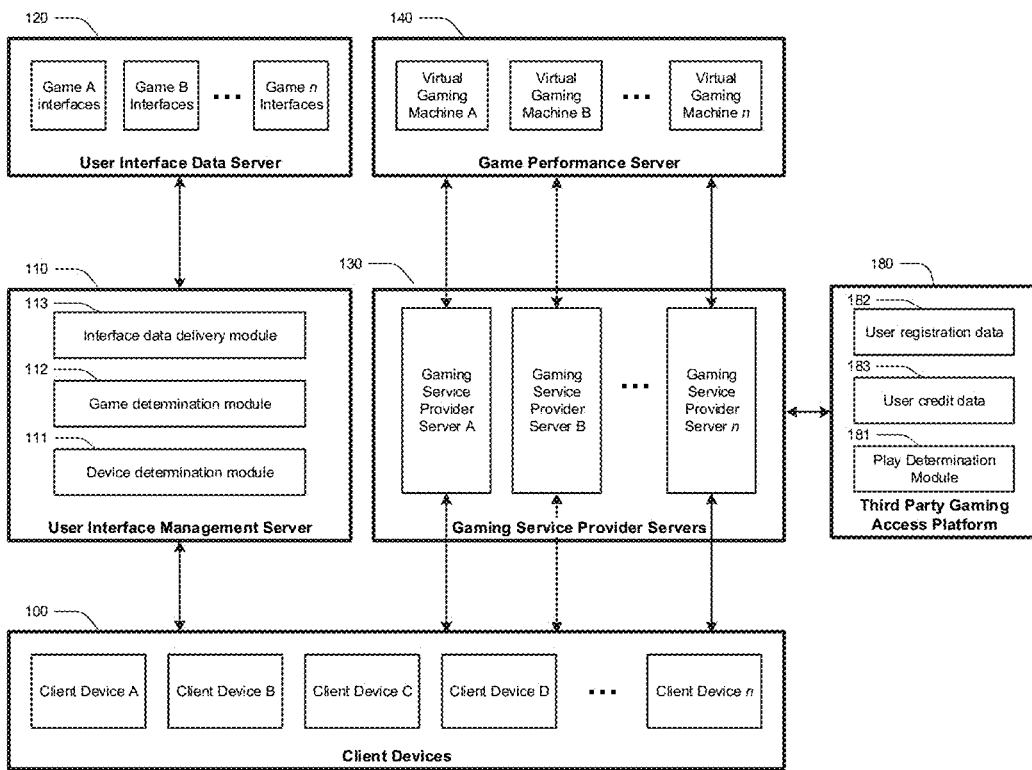 120
Game A
interfaces
Game B
Interfaces
Game n
Interfaces
User Interface Data Server
140
Virtual
Gaming
Machine A
Virtual
Gaming
Machine B
Virtual
Gaming
Machine n
Game Performance Server
110
113
Interface data delivery module
112
Game determination module
111
Device determination module
User Interface Management Server
130
Gaming
Service
Provider
Server A
Gaming
Service
Provider
Server B
Gaming
Service
Provider
Server n
Gaming Service Provider Servers
180
182
User registration data
183
User credit data
181
Play Determination
Module
Third Party Gaming
Access Platform
100
Client Device A
Client Device B
Client Device C
Client Device D
Client Device n
Client Devices